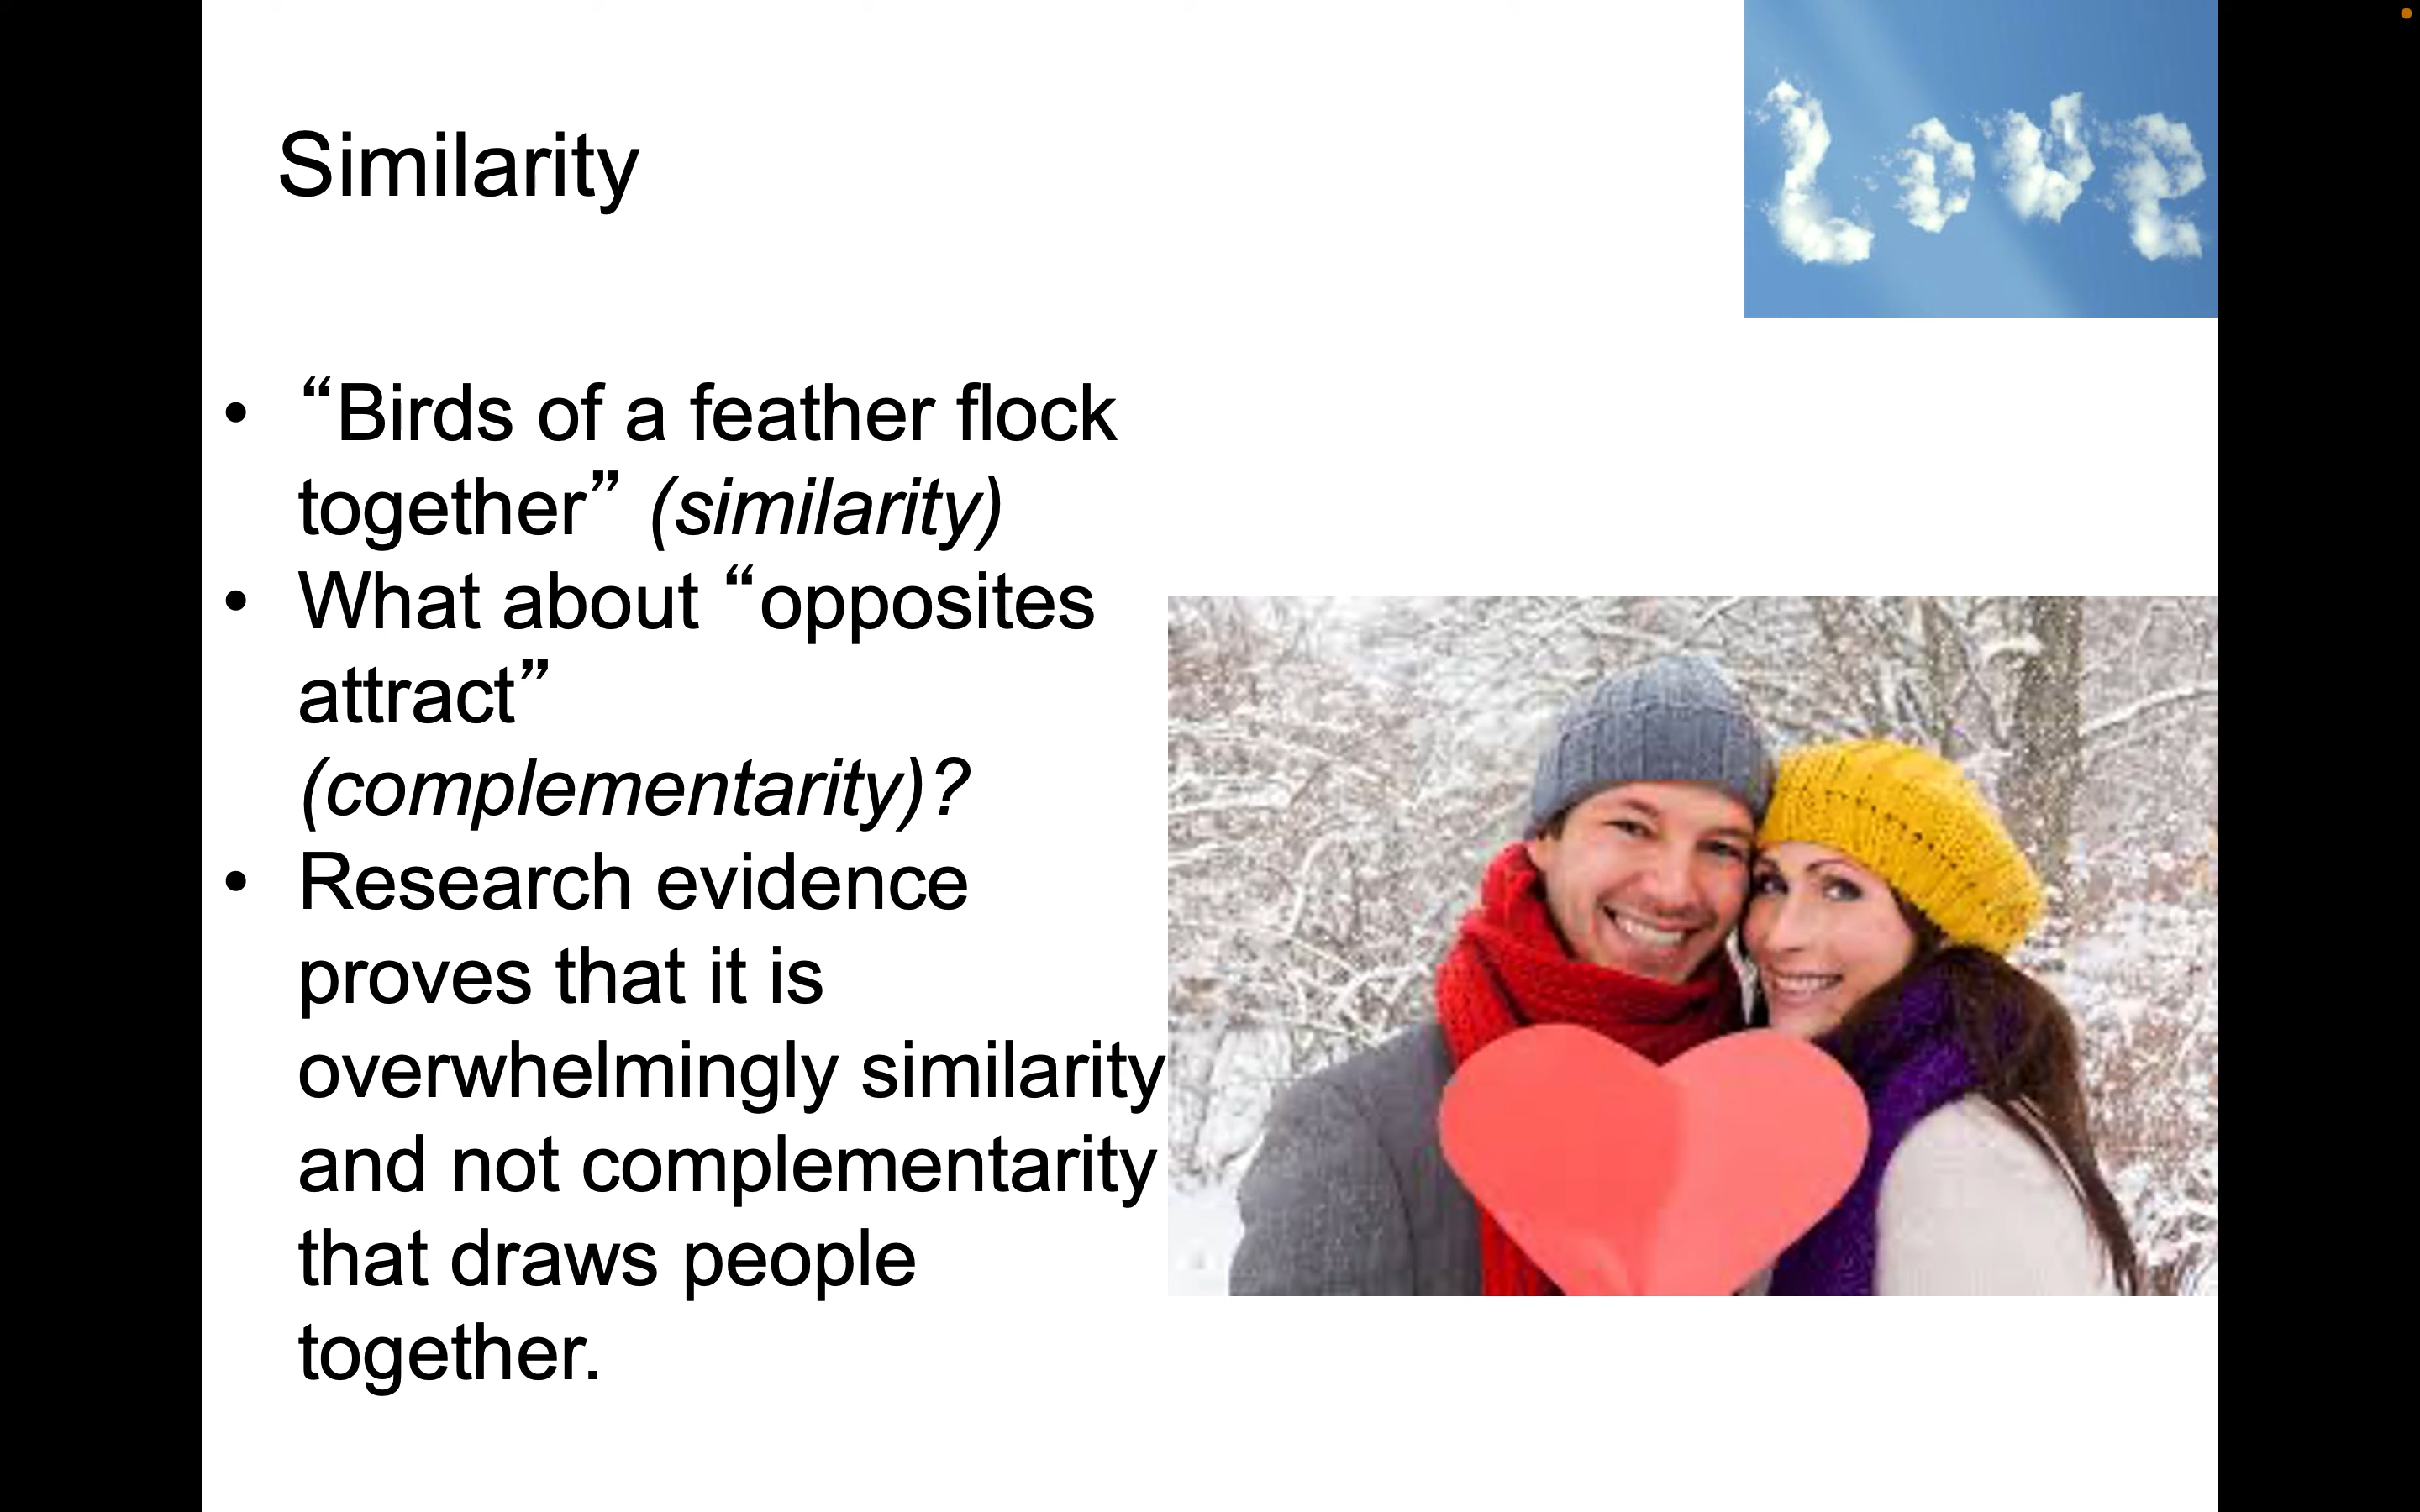 Love
Similarity
• “Birds of a feather flock
together” (similarity)
• What about “opposites
attract”
(complementarity)?
• Research evidence
proves that it is
overwhelmingly similarity
and not complementarity
that draws people
together.